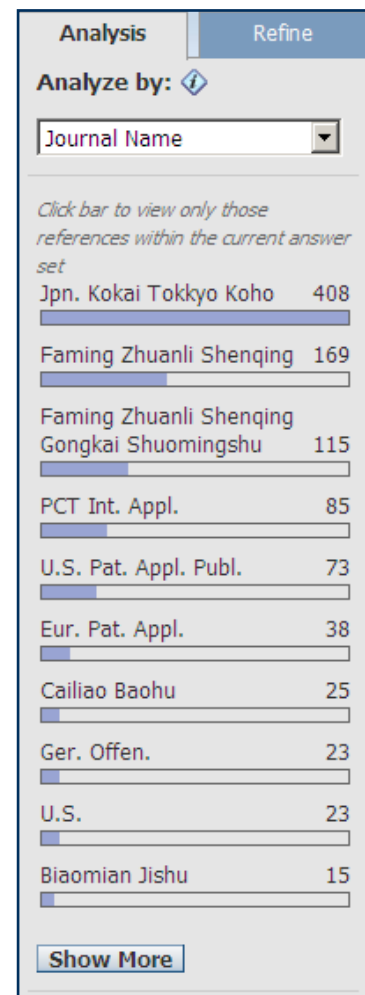 Analysis Refine
Analyze by:
Journal Name
Click bar to view only those
references within the current answer
set
Jpn. Kokai Tokkyo Koho 408
Faming Zhuanli Shenqing 169
Faming Zhuanli Shenqing
Gongkai Shuomingshu 115
PCT Int. Appl. 85
U.S. Pat. Appl. Publ. 73
Eur. Pat. Appl. 38
Cailiao Baohu 25
Ger. Offen. 23
U.S. 23
Biaomian Jishu 15
Show More